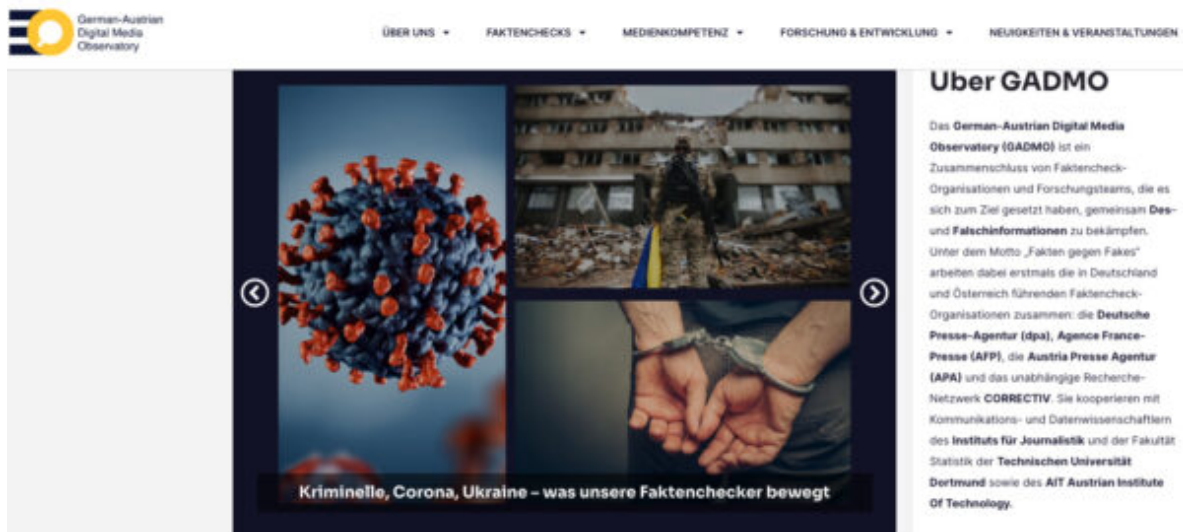 German-Austrian
Digital Media
Observatory
ÜBER UNS
FAKTENCHECKS
MEDIENKOMPETENZ
FORSCHUNG & ENTWICKLUNG
NEUIGKEITEN & VERANSTALTUNGEN
Kriminelle, Corona, Ukraine – was unsere Faktenchecker bewegt
Über GADMO
Das German-Austrian Digital Media
Observatory (GADMO) ist ein
Zusammenschluss von Faktencheck-
Organisationen und Forschungsteams, die es
sich zum Ziel gesetzt haben, gemeinsam Des-
und Falschinformationen zu bekämpfen.
Unter dem Motto „Fakten gegen Fakes"
arbeiten dabei erstmals die in Deutschland
und Österreich führenden Faktencheck-
Organisationen zusammen: die Deutsche
Presse-Agentur (dpa), Agence France-
Presse (AFP), die Austria Presse Agentur
(APA) und das unabhängige Recherche-
Netzwerk CORRECTIV. Sie kooperieren mit
Kommunikations- und Datenwissenschaftlern
des Instituts für Journalistik und der Fakultät
Statistik der Technischen Universität
Dortmund sowie des AIT Austrian Institute
Of Technology.